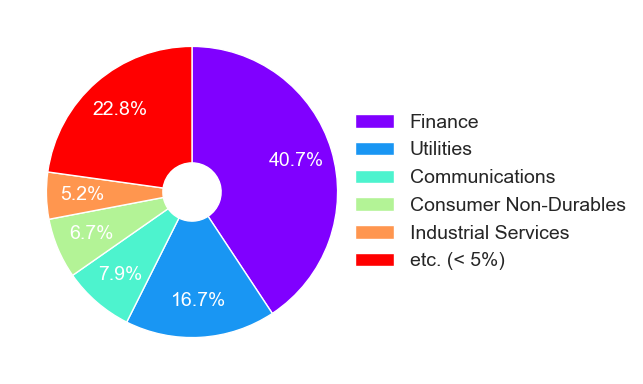 22.8%
40.7%
5.2%
6.7%
7.9%
16.7%
Finance
Utilities
Communications
Consumer Non-Durables
Industrial Services
etc. (< 5%)